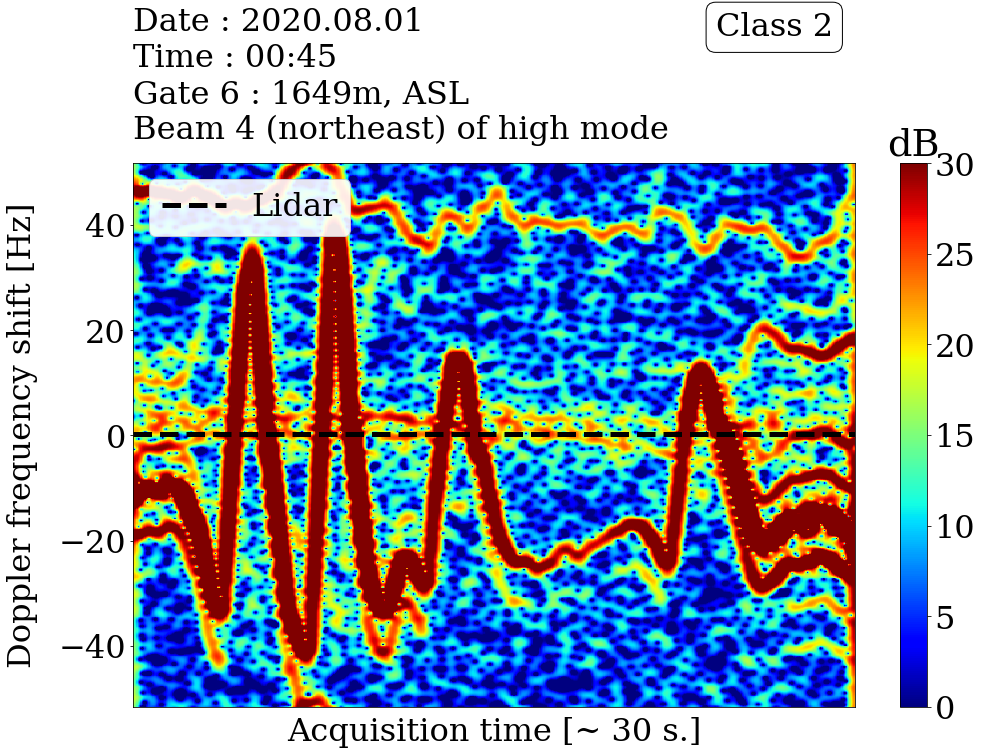 Date : 2020.08.01
Time : 00:45
Gate 6 : 1649m, ASL
Beam 4 (northeast) of high mode
Class 2
dB
Lidar
Doppler frequency shift [Hz]
40
20
0
−20
−40
30
25
20
15
10
5
0
Acquisition time [~ 30 s.]